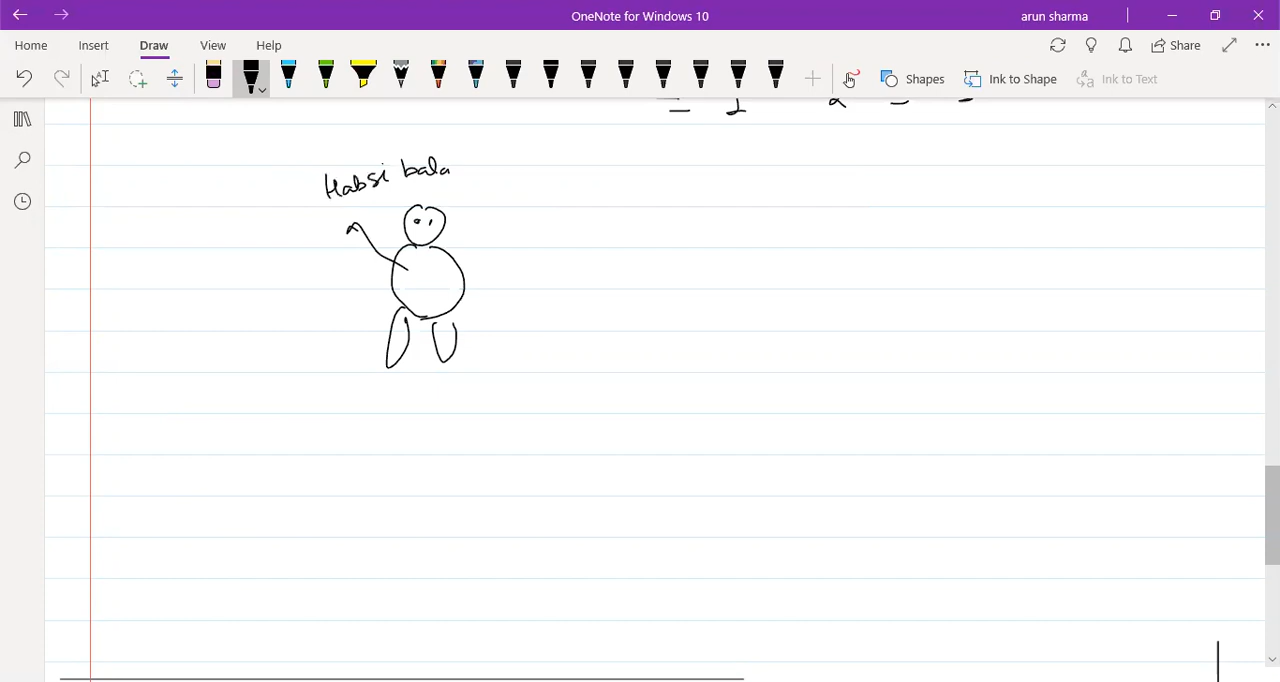 OneNote for Windows 10
arun sharma
Home Insert Draw View Help
Share
Shapes Ink to Shape Ink to Text
Habsi bala